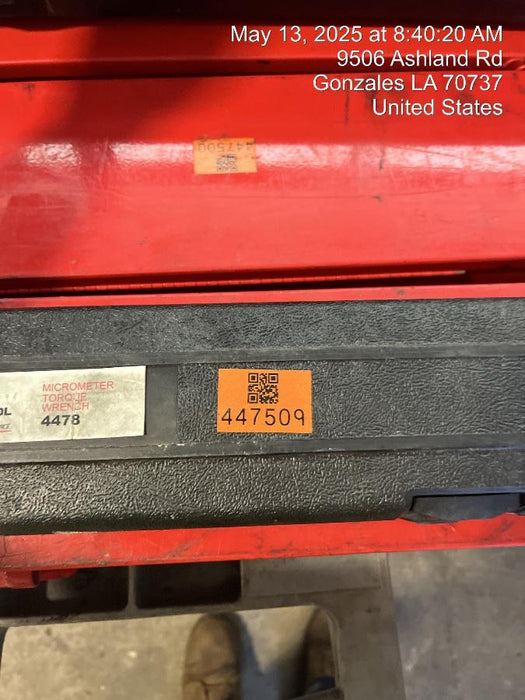 May 13, 2025 at 8:40:20 AM
9506 Ashland Rd
Gonzales LA 70737
United States
MICROMETER
TORQUE
WRENCH
4478
447509